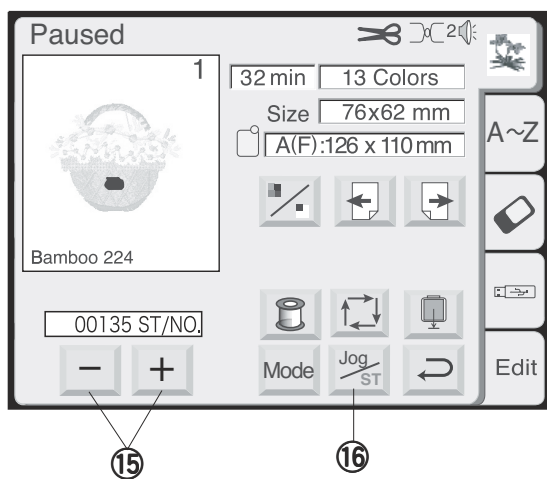 Paused
2
1
32 min 13 Colors
Size 76x62 mm
A(F):126 x 110 mm
A~Z
Bamboo 224
00135 ST/NO.
− +
Mode Jog/ST Edit
⑮ ⑯